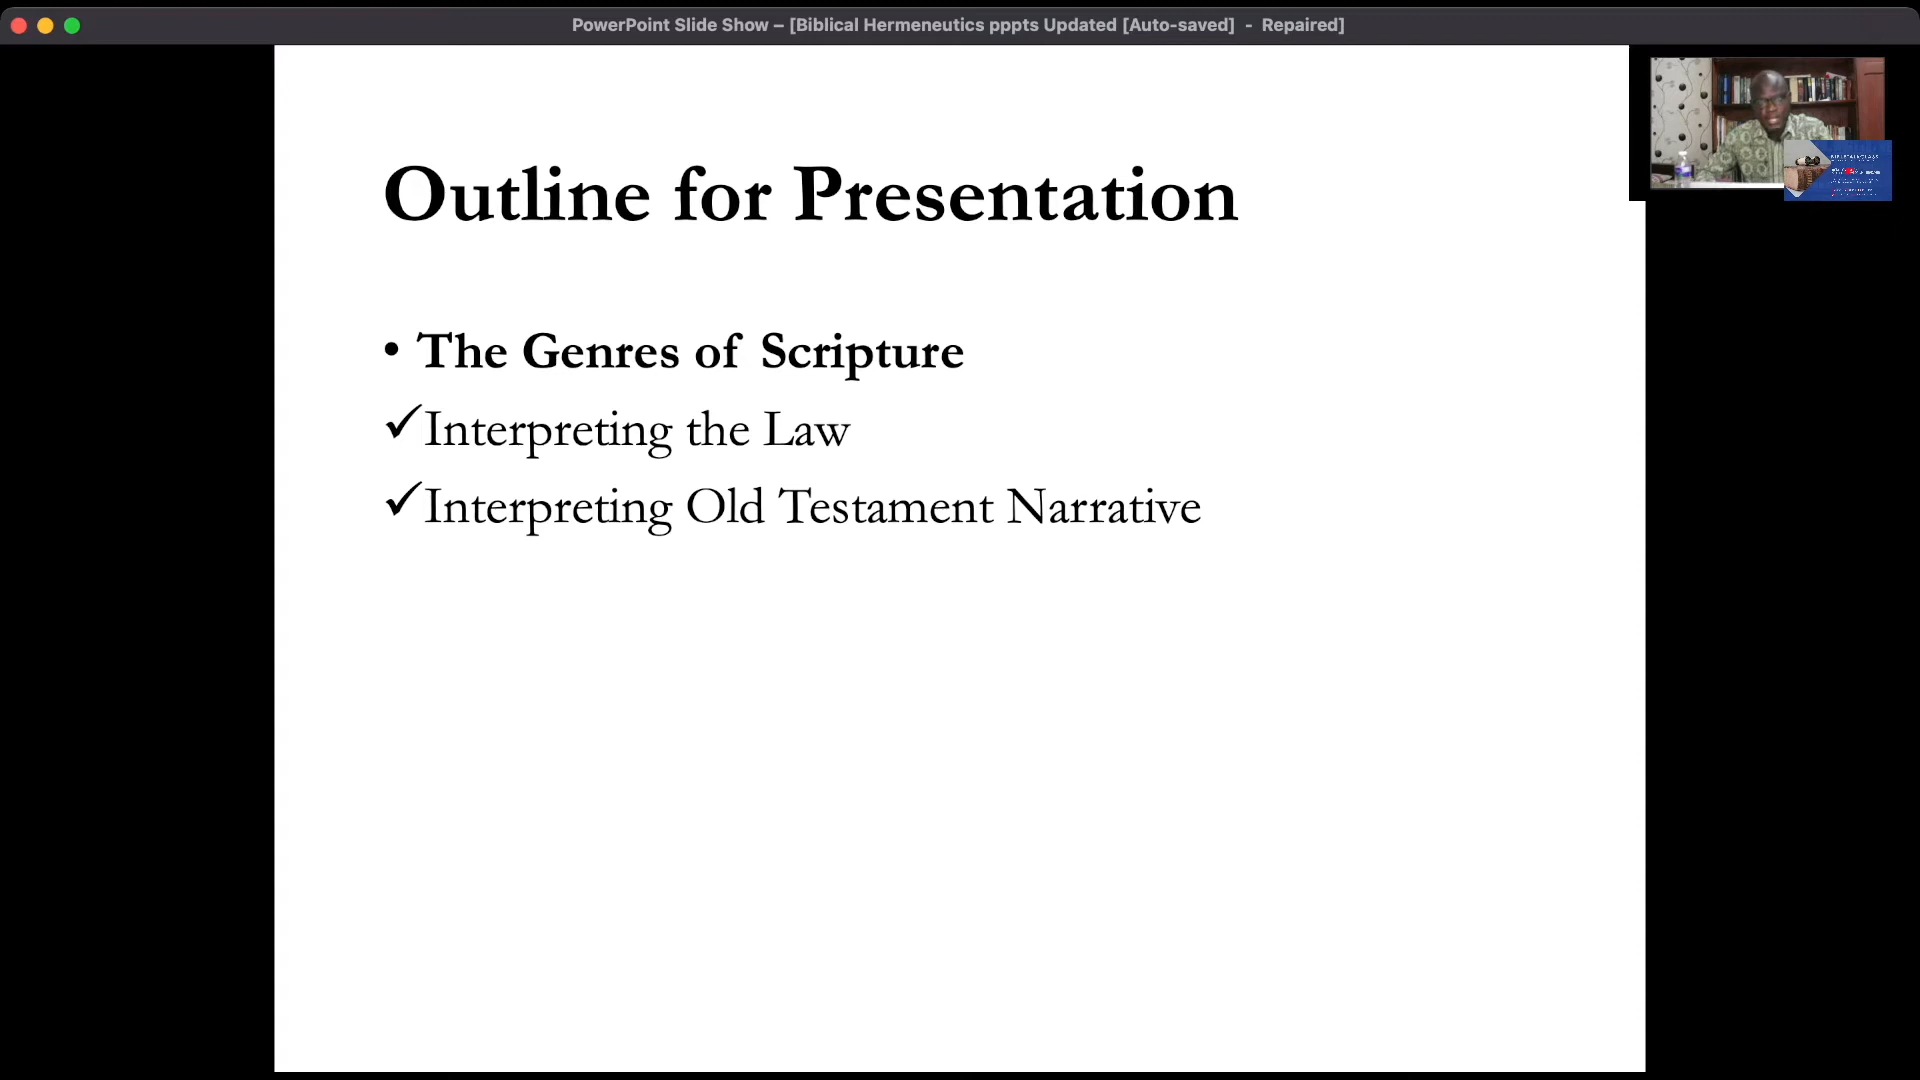 PowerPoint Slide Show – [Biblical Hermeneutics pppts Updated [Auto-saved]  -  Repaired]
Outline for Presentation
• The Genres of Scripture
✓Interpreting the Law
✓Interpreting Old Testament Narrative